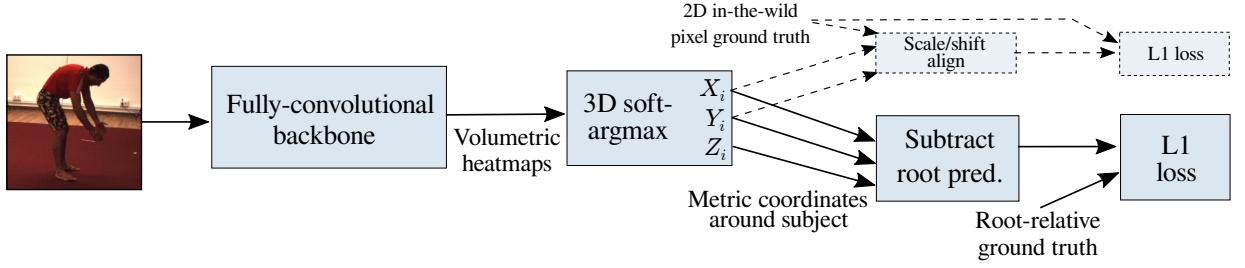 Fully-convolutional
backbone
Volumetric
heatmaps
3D soft-
argmax
X_i
Y_i
Z_i
2D in-the-wild
pixel ground truth
Scale/shift
align
L1 loss
Metric coordinates
around subject
Subtract
root pred.
Root-relative
ground truth
L1
loss